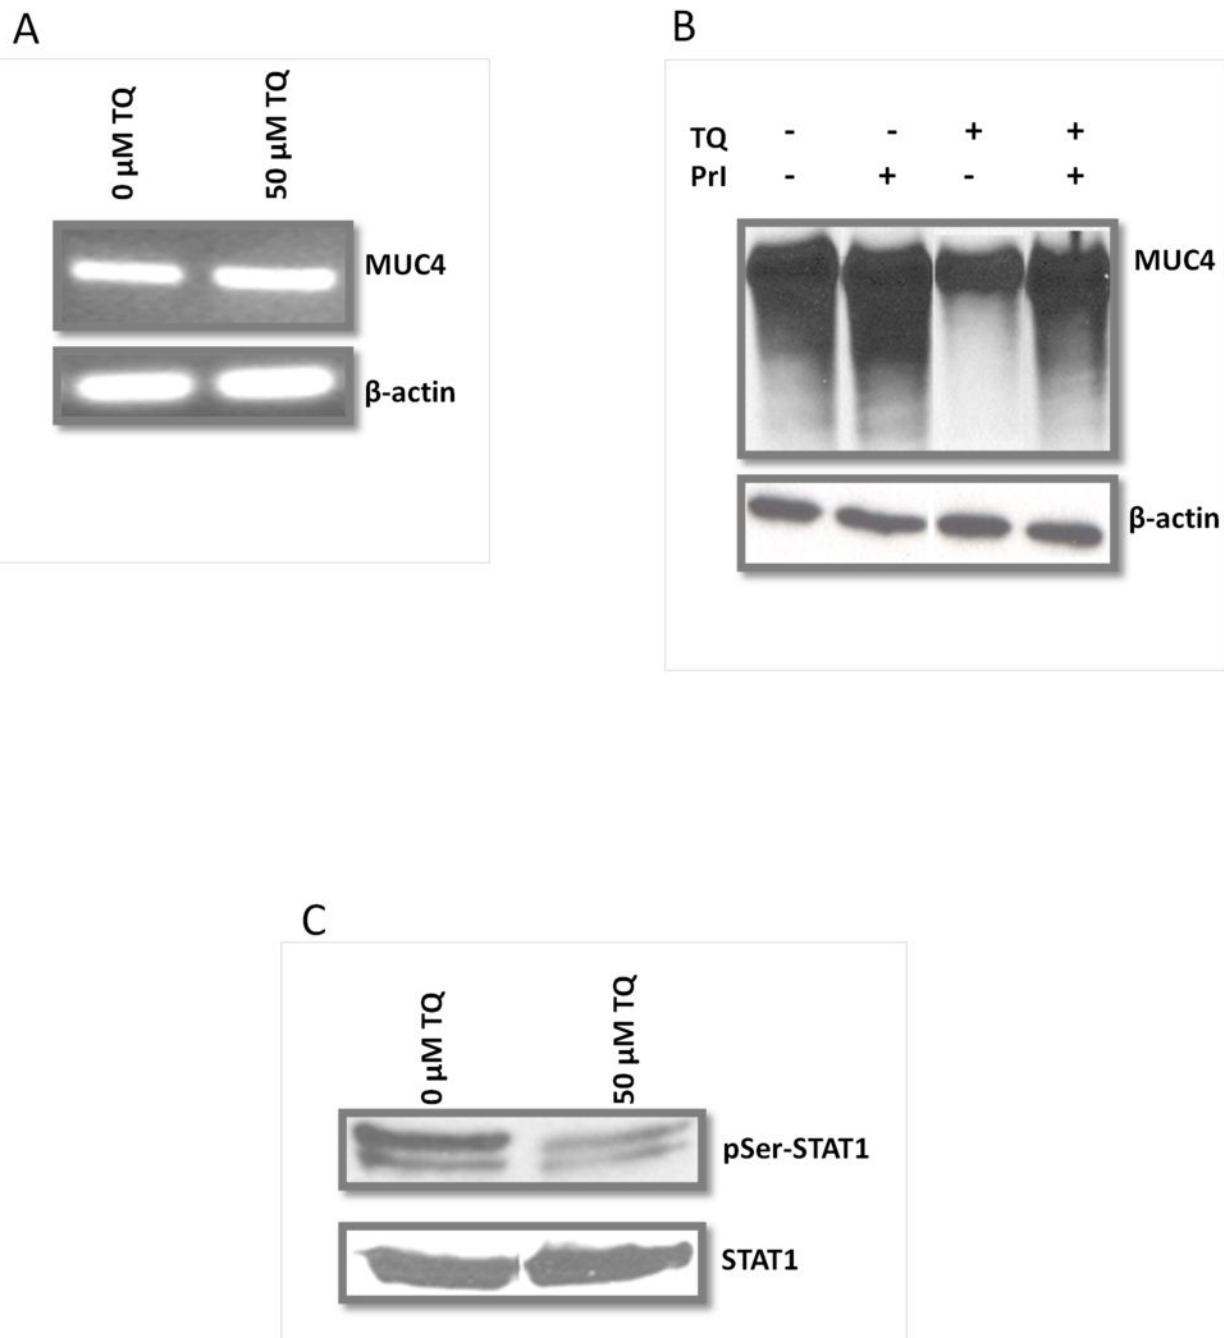 A
0 µM TQ
50 µM TQ
MUC4
β-actin
B
TQ - - + +
PrI - + - +
MUC4
β-actin
C
0 µM TQ
50 µM TQ
pSer-STAT1
STAT1